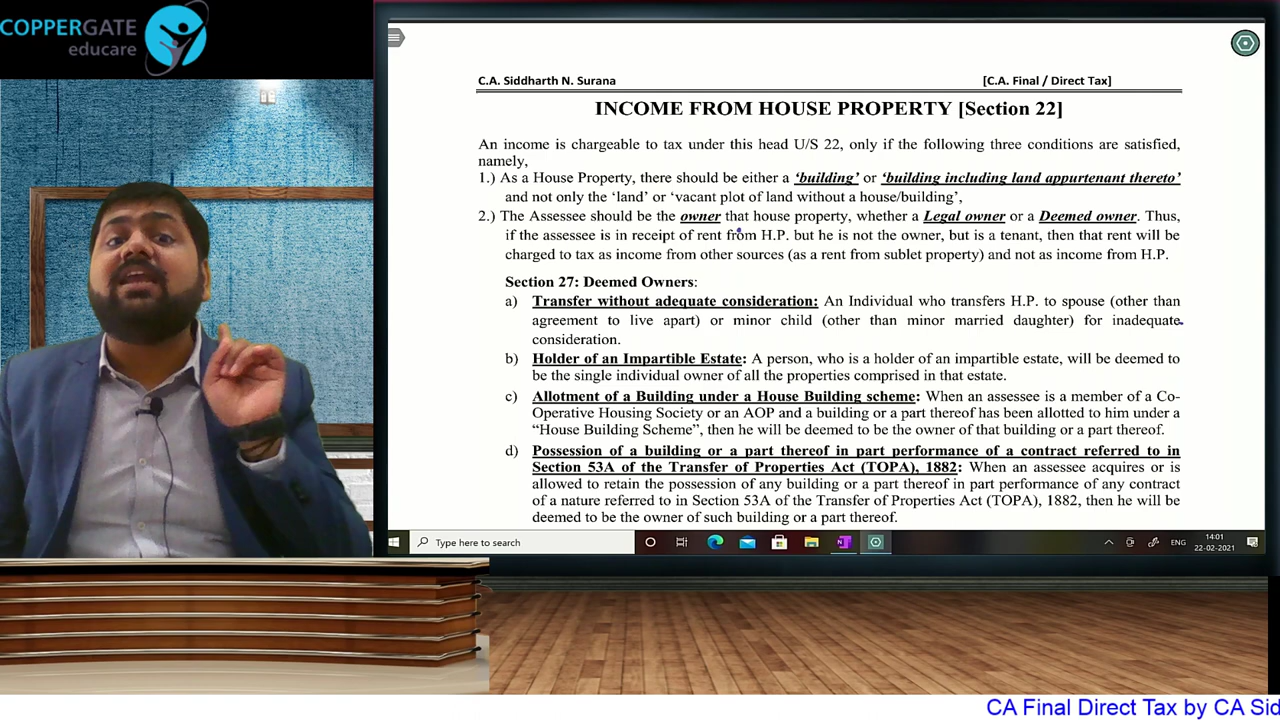 COPPERGATE
educare
C.A. Siddharth N. Surana [C.A. Final / Direct Tax]
INCOME FROM HOUSE PROPERTY [Section 22]
An income is chargeable to tax under this head U/S 22, only if the following three conditions are satisfied,
namely,
1.) As a House Property, there should be either a ‘building’ or ‘building including land appurtenant thereto’
and not only the ‘land’ or ‘vacant plot of land without a house/building’,
2.) The Assessee should be the owner that house property, whether a Legal owner or a Deemed owner. Thus,
if the assessee is in receipt of rent from H.P. but he is not the owner, but is a tenant, then that rent will be
charged to tax as income from other sources (as a rent from sublet property) and not as income from H.P.
Section 27: Deemed Owners:
a) Transfer without adequate consideration: An Individual who transfers H.P. to spouse (other than
agreement to live apart) or minor child (other than minor married daughter) for inadequate
consideration.
b) Holder of an Impartible Estate: A person, who is a holder of an impartible estate, will be deemed to
be the single individual owner of all the properties comprised in that estate.
c) Allotment of a Building under a House Building scheme: When an assessee is a member of a Co-
Operative Housing Society or an AOP and a building or a part thereof has been allotted to him under a
“House Building Scheme”, then he will be deemed to be the owner of that building or a part thereof.
d) Possession of a building or a part thereof in part performance of a contract referred to in
Section 53A of the Transfer of Properties Act (TOPA), 1882: When an assessee acquires or is
allowed to retain the possession of any building or a part thereof in part performance of any contract
of a nature referred to in Section 53A of the Transfer of Properties Act (TOPA), 1882, then he will be
deemed to be the owner of such building or a part thereof.
Type here to search
ENG
14:01
22-02-2021
CA Final Direct Tax by CA Sid